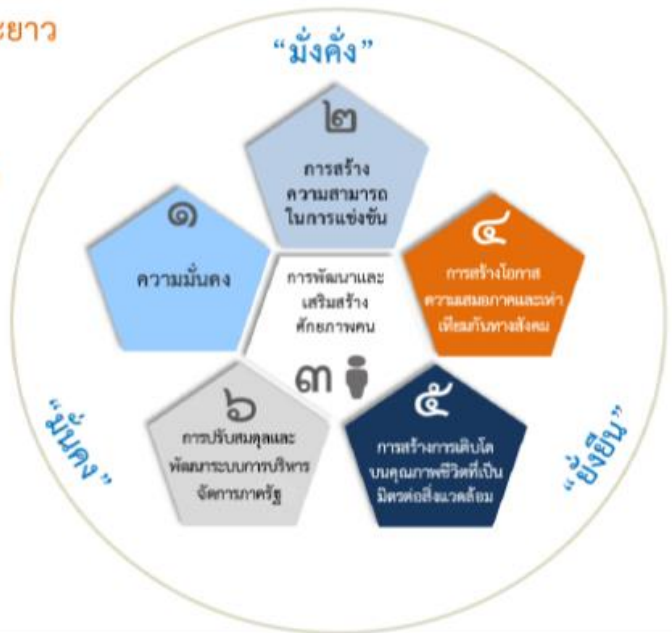 ะยาว
“มั่งคั่ง”
๒
การสร้าง
ความสามารถ
ในการแข่งขัน
๑
ความมั่นคง
๔
การสร้างโอกาส
ความเสมอภาคและเท่า
เทียมกันทางสังคม
การพัฒนาและ
เสริมสร้าง
ศักยภาพคน
๓
๖
การปรับสมดุลและ
พัฒนาระบบการบริหาร
จัดการภาครัฐ
๕
การสร้างการเติบโต
บนคุณภาพชีวิตที่เป็น
มิตรต่อสิ่งแวดล้อม
“มั่นคง”
“ยั่งยืน”